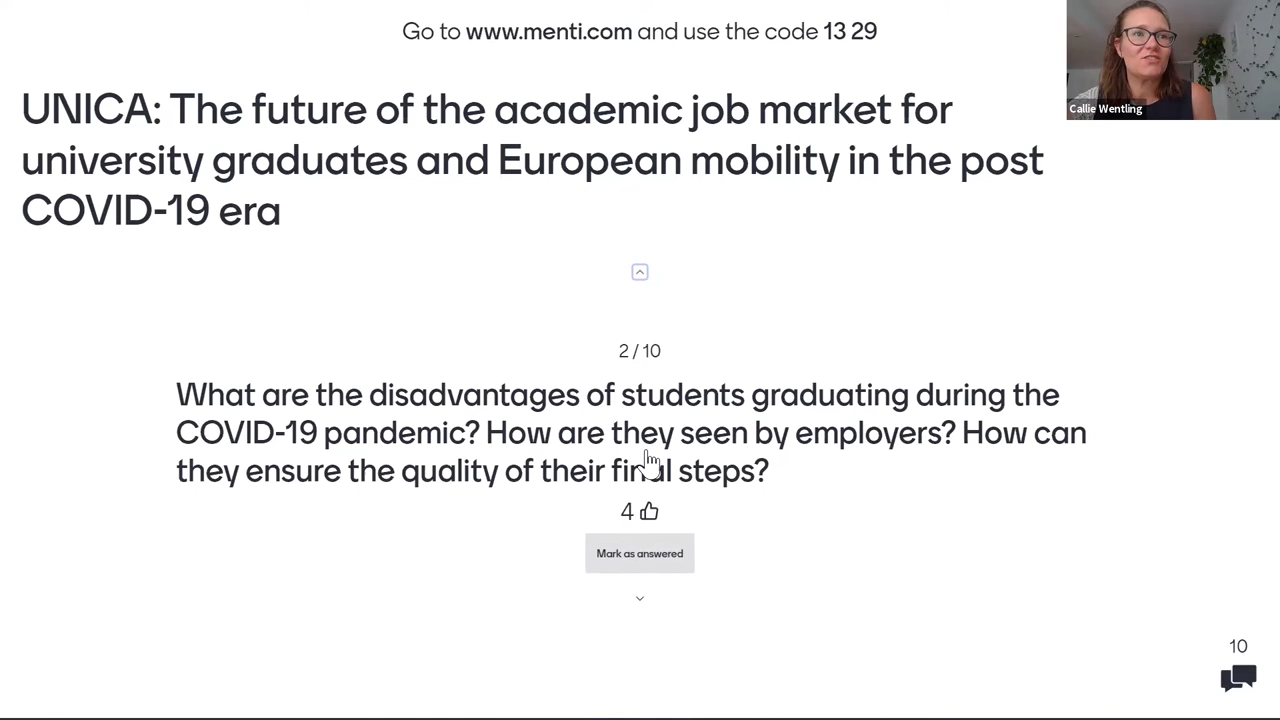 Go to www.menti.com and use the code 13 29
Callie Wentling
UNICA: The future of the academic job market for
university graduates and European mobility in the post
COVID-19 era
2 / 10
What are the disadvantages of students graduating during the
COVID-19 pandemic? How are they seen by employers? How can
they ensure the quality of their final steps?
4
Mark as answered
10